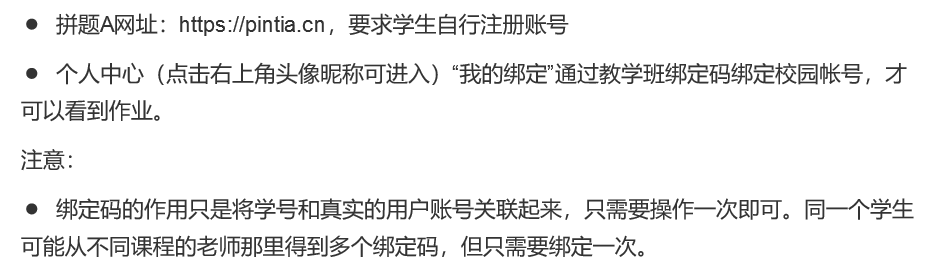 ● 拼题A网址：https://pintia.cn，要求学生自行注册账号
● 个人中心（点击右上角头像昵称可进入）“我的绑定”通过教学班绑定码绑定校园帐号，才
可以看到作业。
注意：
● 绑定码的作用只是将学号和真实的用户账号关联起来，只需要操作一次即可。同一个学生
可能从不同课程的老师那里得到多个绑定码，但只需要绑定一次。